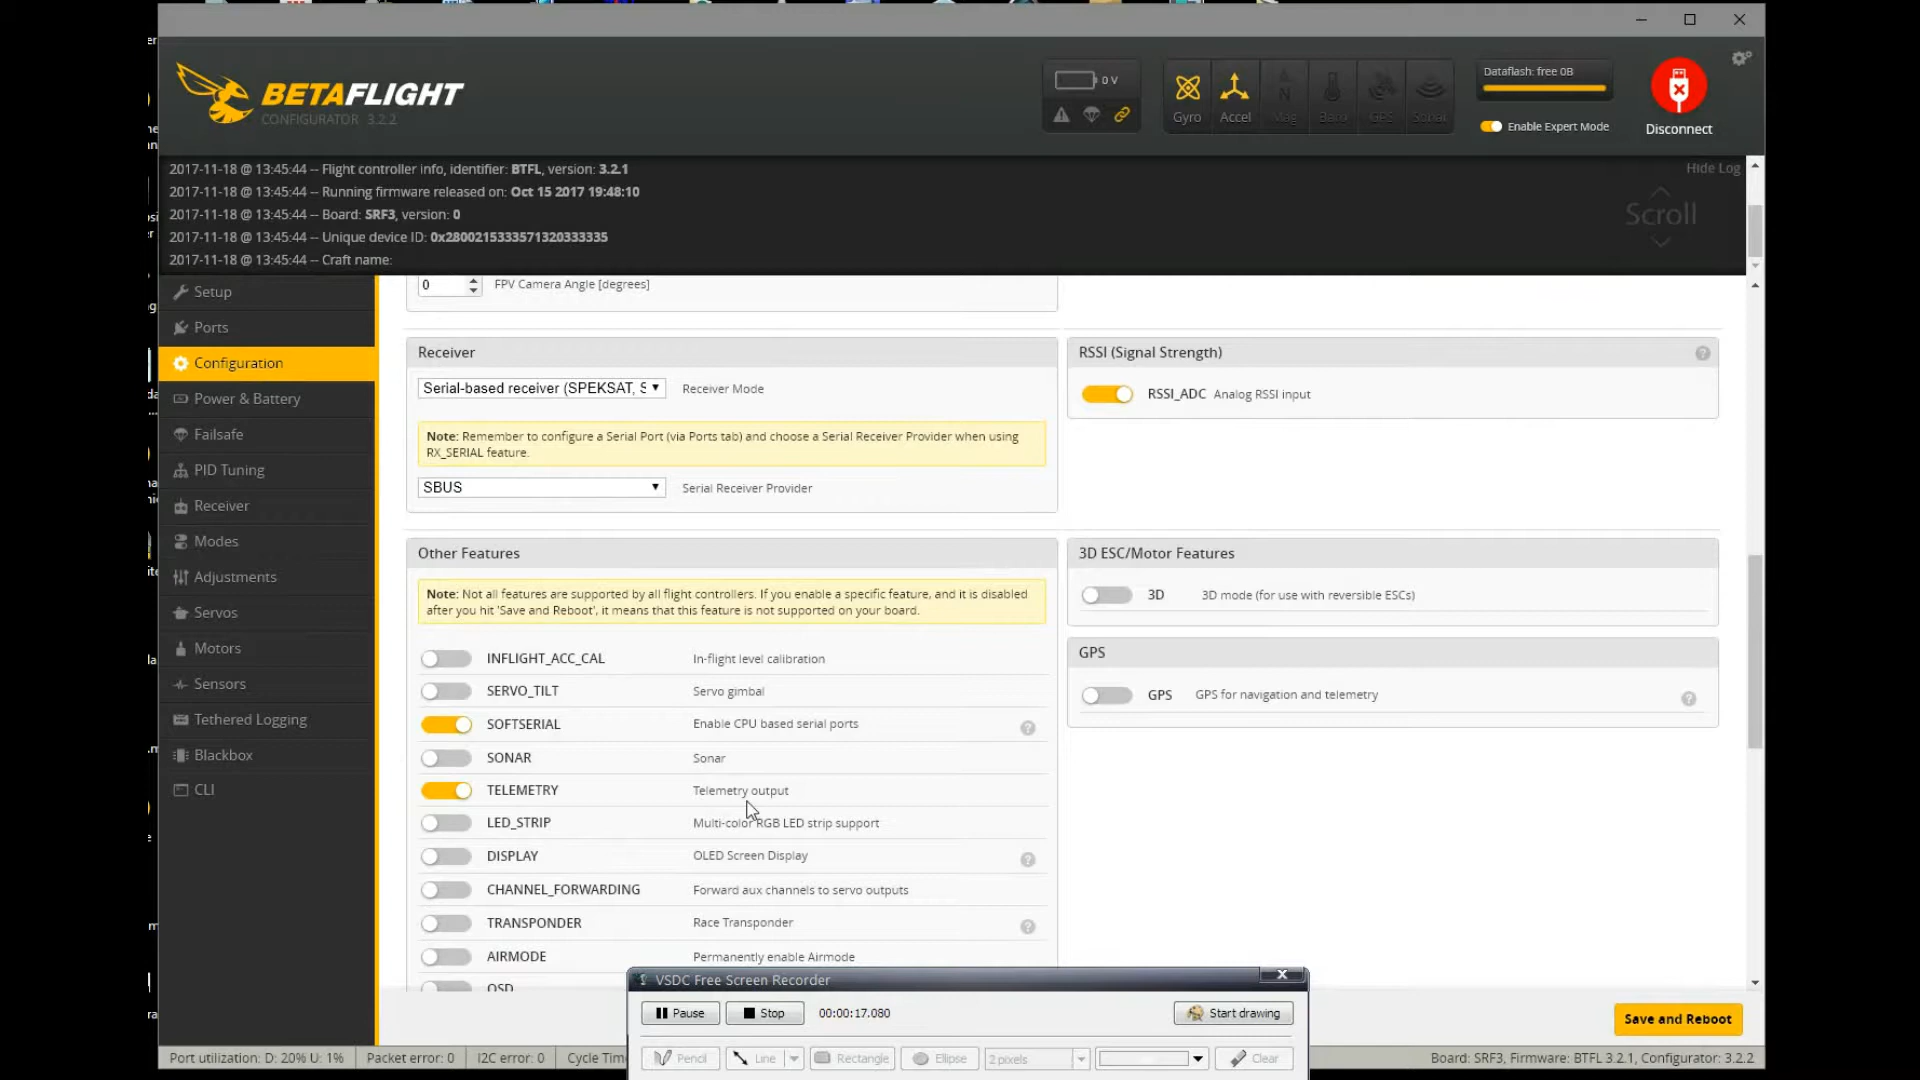 BETAFLIGHT
CONFIGURATOR 3.2.2
0 V
Gyro
Accel
Mag
Baro
GPS
Sonar
Dataflash: free 0B
Enable Expert Mode
Disconnect
2017-11-18 @ 13:45:44 -- Flight controller info, identifier: BTFL, version: 3.2.1
2017-11-18 @ 13:45:44 -- Running firmware released on: Oct 15 2017 19:48:10
2017-11-18 @ 13:45:44 -- Board: SRF3, version: 0
2017-11-18 @ 13:45:44 -- Unique device ID: 0x2800215333571320333335
2017-11-18 @ 13:45:44 -- Craft name:
Hide Log
Scroll
Setup
Ports
Configuration
Power & Battery
Failsafe
PID Tuning
Receiver
Modes
Adjustments
Servos
Motors
Sensors
Tethered Logging
Blackbox
CLI
0 FPV Camera Angle [degrees]
Receiver
Serial-based receiver (SPEKSAT, S Receiver Mode
Note: Remember to configure a Serial Port (via Ports tab) and choose a Serial Receiver Provider when using
RX_SERIAL feature.
SBUS Serial Receiver Provider
RSSI (Signal Strength)
RSSI_ADC Analog RSSI input
Other Features
Note: Not all features are supported by all flight controllers. If you enable a specific feature, and it is disabled
after you hit 'Save and Reboot', it means that this feature is not supported on your board.
INFLIGHT_ACC_CAL In-flight level calibration
SERVO_TILT Servo gimbal
SOFTSERIAL Enable CPU based serial ports
SONAR Sonar
TELEMETRY Telemetry output
LED_STRIP Multi-color RGB LED strip support
DISPLAY OLED Screen Display
CHANNEL_FORWARDING Forward aux channels to servo outputs
TRANSPONDER Race Transponder
AIRMODE Permanently enable Airmode
OSD
3D ESC/Motor Features
3D 3D mode (for use with reversible ESCs)
GPS
GPS GPS for navigation and telemetry
VSDC Free Screen Recorder
Pause Stop 00:00:17.080 Start drawing
Pencil Line Rectangle Ellipse 2 pixels Clear
Save and Reboot
Port utilization: D: 20% U: 1% Packet error: 0 I2C error: 0 Cycle Tim
Board: SRF3, Firmware: BTFL 3.2.1, Configurator: 3.2.2